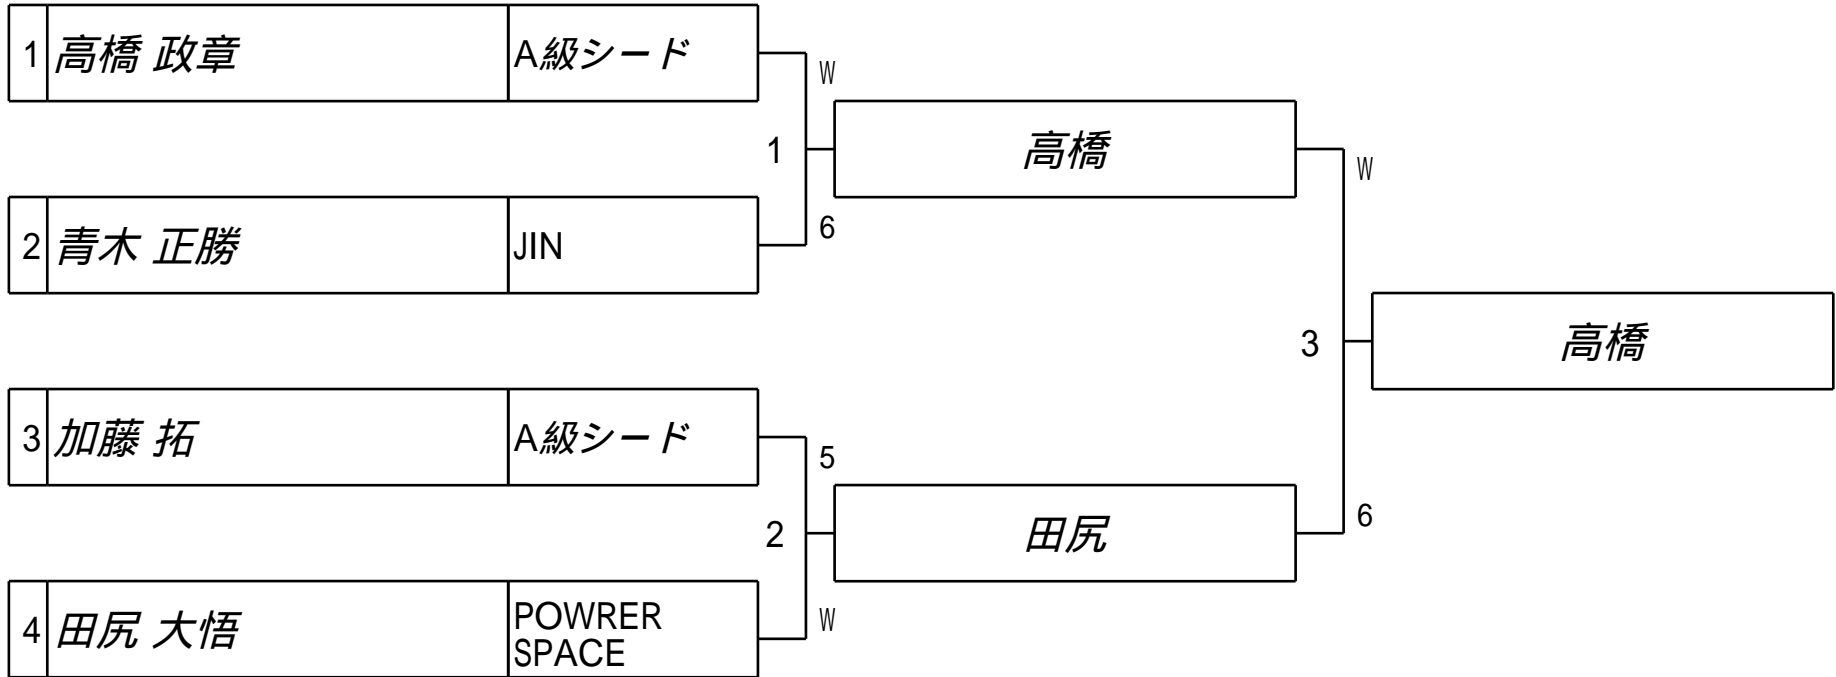 1 高橋 政章 A級シード
W
1 高橋
W
2 青木 正勝 JIN
6
3 高橋
3 加藤 拓 A級シード
5
2 田尻
6
4 田尻 大悟 POWRER
SPACE
W